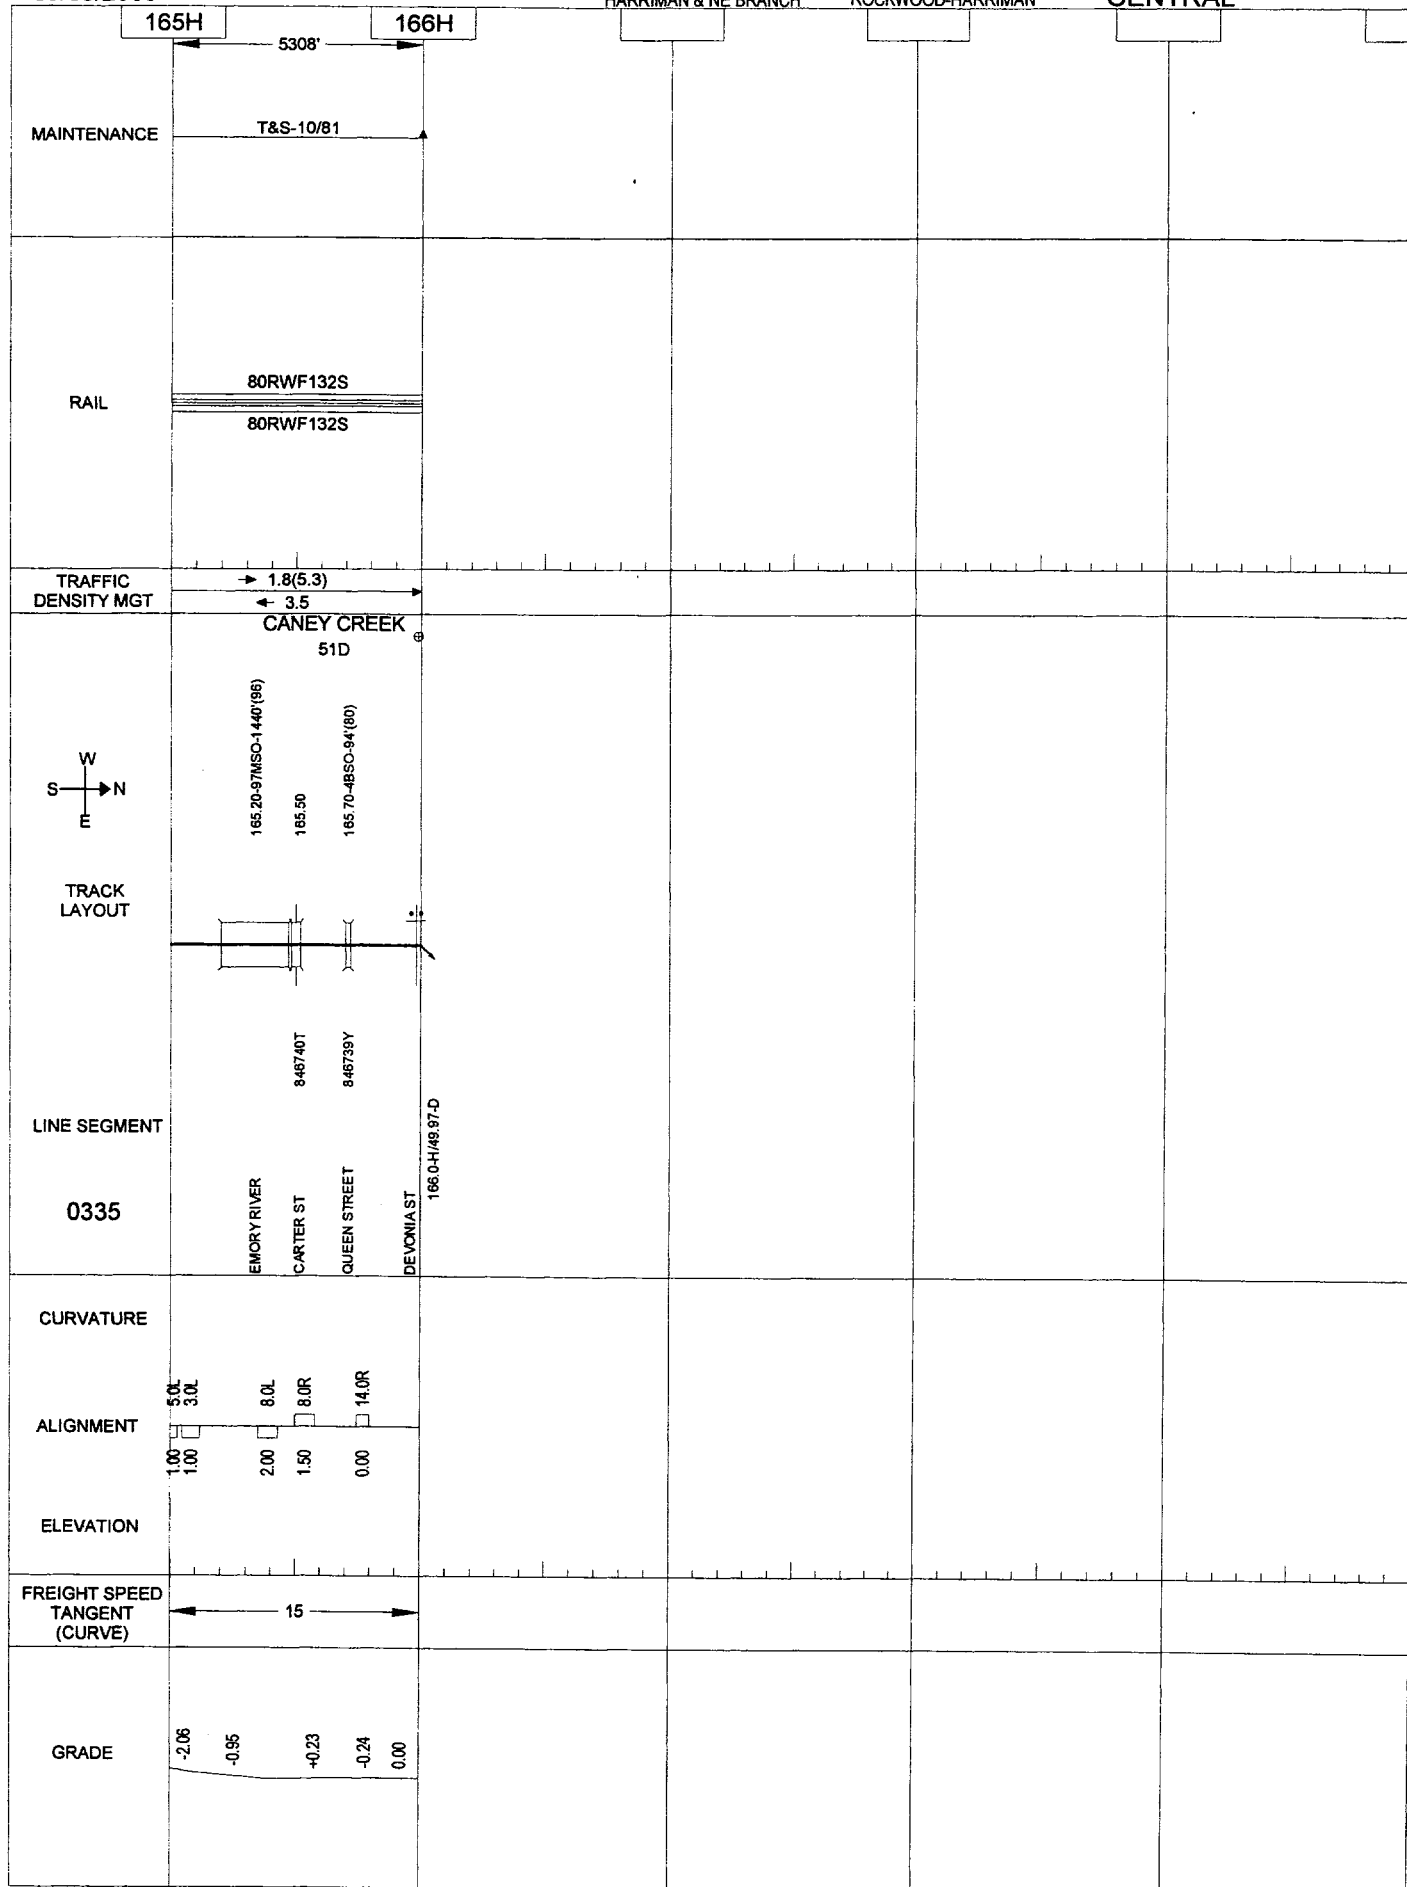 HARRIMAN & NE BRANCH ROCKWOOD-HARRIMAN CENTRAL
165H 166H
5308'
MAINTENANCE T&S-10/81
80RWF132S
RAIL
80RWF132S
TRAFFIC DENSITY MGT
1.8(5.3)
3.5
CANEY CREEK
51D
165.20-97MSO-1440'(96)
165.50
165.70-4BSO-94'(80)
W
S N
E
TRACK
LAYOUT
846740T
846739Y
LINE SEGMENT
0335
EMORY RIVER
CARTER ST
QUEEN STREET
DEVONIA ST
166.0-H/49.97-D
CURVATURE
5.0L 3.0L 8.0L 8.0R 14.0R
ALIGNMENT
1.00 1.00 2.00 1.50 0.00
ELEVATION
FREIGHT SPEED
TANGENT
(CURVE)
15
GRADE
-2.06 -0.95 +0.23 -0.24 0.00